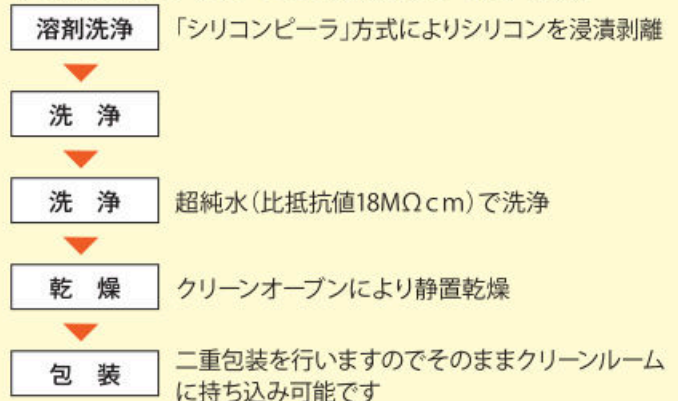 溶剤洗浄 「シリコンピーラ」方式によりシリコンを浸漬剥離
洗 浄
洗 浄 超純水(比抵抗値18MΩcm)で洗浄
乾 燥 クリーンオーブンにより静置乾燥
包 装 二重包装を行いますのでそのままクリーンルーム
に持ち込み可能です